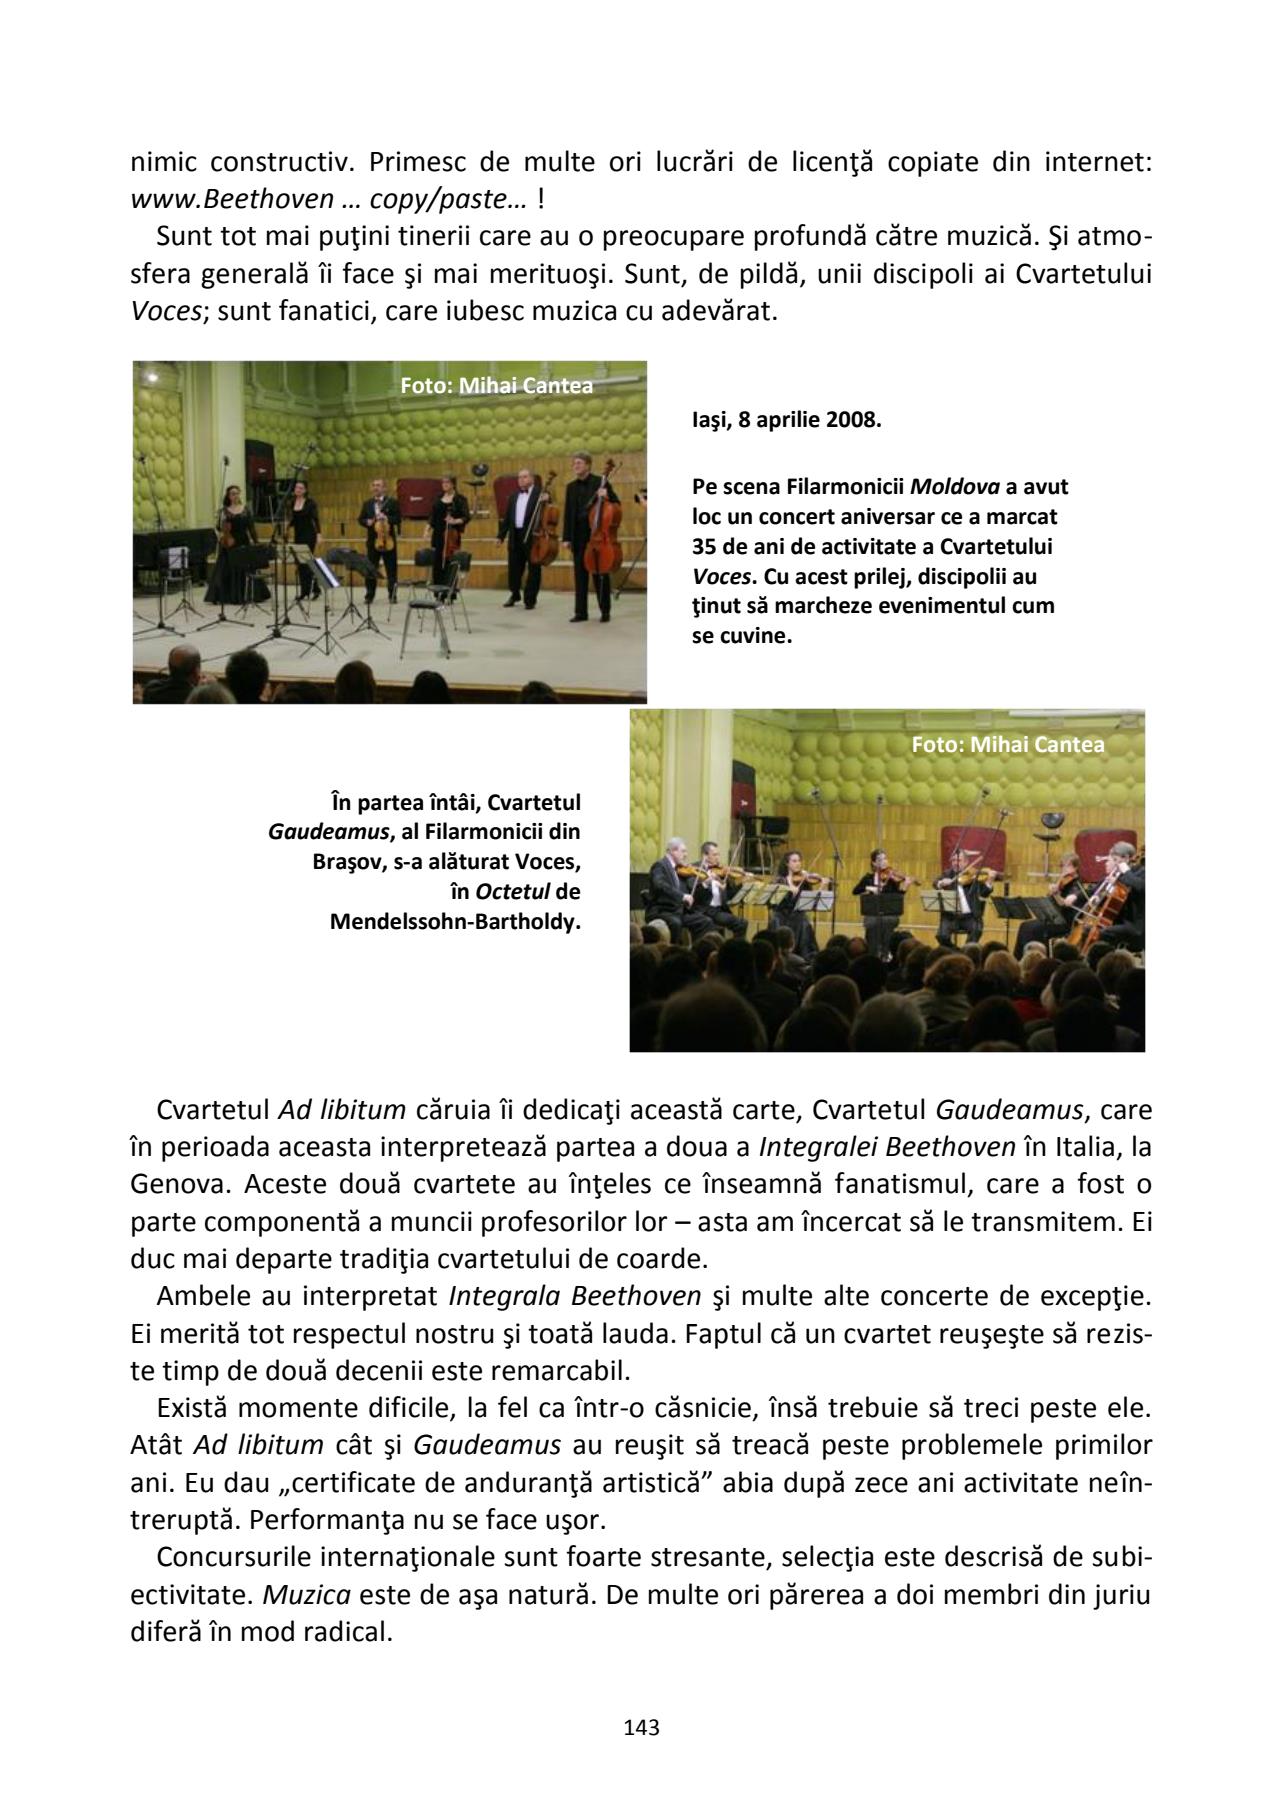 nimic constructiv. Primesc de multe ori lucrări de licenţă copiate din internet:
www.Beethoven … copy/paste… !
Sunt tot mai puţini tinerii care au o preocupare profundă către muzică. Şi atmo-
sfera generală îi face şi mai merituoşi. Sunt, de pildă, unii discipoli ai Cvartetului
Voces; sunt fanatici, care iubesc muzica cu adevărat.
Foto: Mihai Cantea
Iaşi, 8 aprilie 2008.
Pe scena Filarmonicii Moldova a avut
loc un concert aniversar ce a marcat
35 de ani de activitate a Cvartetului
Voces. Cu acest prilej, discipolii au
ţinut să marcheze evenimentul cum
se cuvine.
Foto: Mihai Cantea
În partea întâi, Cvartetul
Gaudeamus, al Filarmonicii din
Braşov, s-a alăturat Voces,
în Octetul de
Mendelssohn-Bartholdy.
Cvartetul Ad libitum căruia îi dedicaţi această carte, Cvartetul Gaudeamus, care
în perioada aceasta interpretează partea a doua a Integralei Beethoven în Italia, la
Genova. Aceste două cvartete au înţeles ce înseamnă fanatismul, care a fost o
parte componentă a muncii profesorilor lor – asta am încercat să le transmitem. Ei
duc mai departe tradiţia cvartetului de coarde.
Ambele au interpretat Integrala Beethoven şi multe alte concerte de excepţie.
Ei merită tot respectul nostru şi toată lauda. Faptul că un cvartet reuşeşte să rezis-
te timp de două decenii este remarcabil.
Există momente dificile, la fel ca într-o căsnicie, însă trebuie să treci peste ele.
Atât Ad libitum cât şi Gaudeamus au reuşit să treacă peste problemele primilor
ani. Eu dau „certificate de anduranţă artistică” abia după zece ani activitate neîn-
treruptă. Performanţa nu se face uşor.
Concursurile internaţionale sunt foarte stresante, selecţia este descrisă de subi-
ectivitate. Muzica este de aşa natură. De multe ori părerea a doi membri din juriu
diferă în mod radical.
143